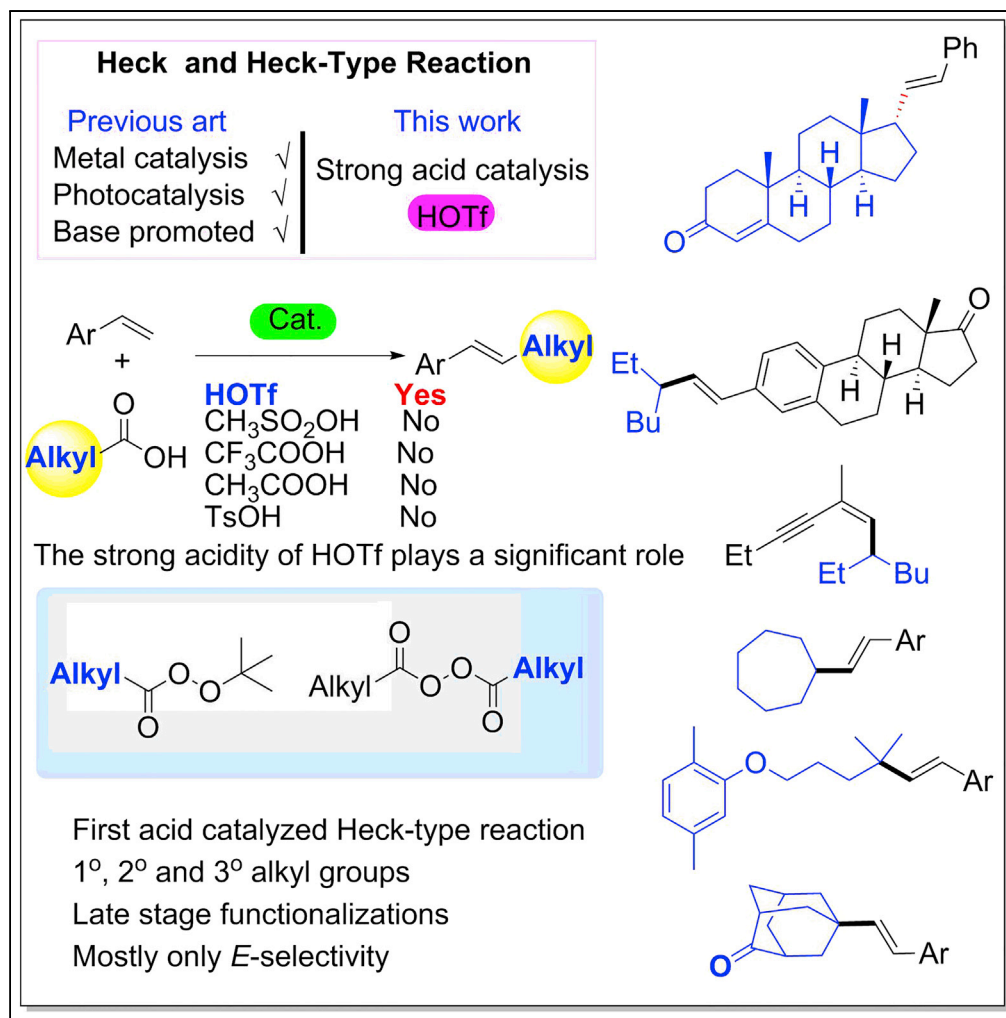 Heck and Heck-Type Reaction
Previous art
Metal catalysis √
Photocatalysis √
Base promoted √
This work
Strong acid catalysis
HOTf
Ph
H
H
H
O
Ar
+
Alkyl
O
OH
Cat.
HOTf Yes
CH3SO2OH No
CF3COOH No
CH3COOH No
TsOH No
Ar
Alkyl
The strong acidity of HOTf plays a significant role
O
Et
Bu
H
H
H
Et
Et
Bu
Alkyl
O
O
O
Alkyl
O
O
O
O
Alkyl
Ar
O
Ar
O
Ar
First acid catalyzed Heck-type reaction
1º, 2º and 3º alkyl groups
Late stage functionalizations
Mostly only E-selectivity